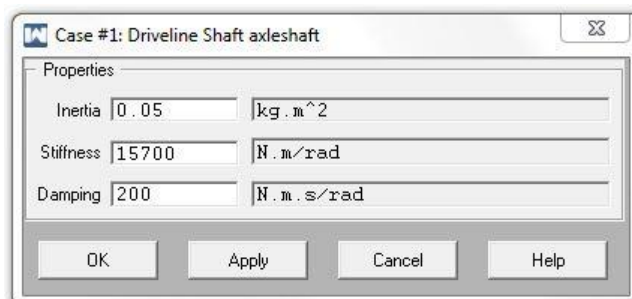 Case #1: Driveline Shaft axleshaft
Properties
Inertia 0.05 kg.m^2
Stiffness 15700 N.m/rad
Damping 200 N.m.s/rad
OK Apply Cancel Help